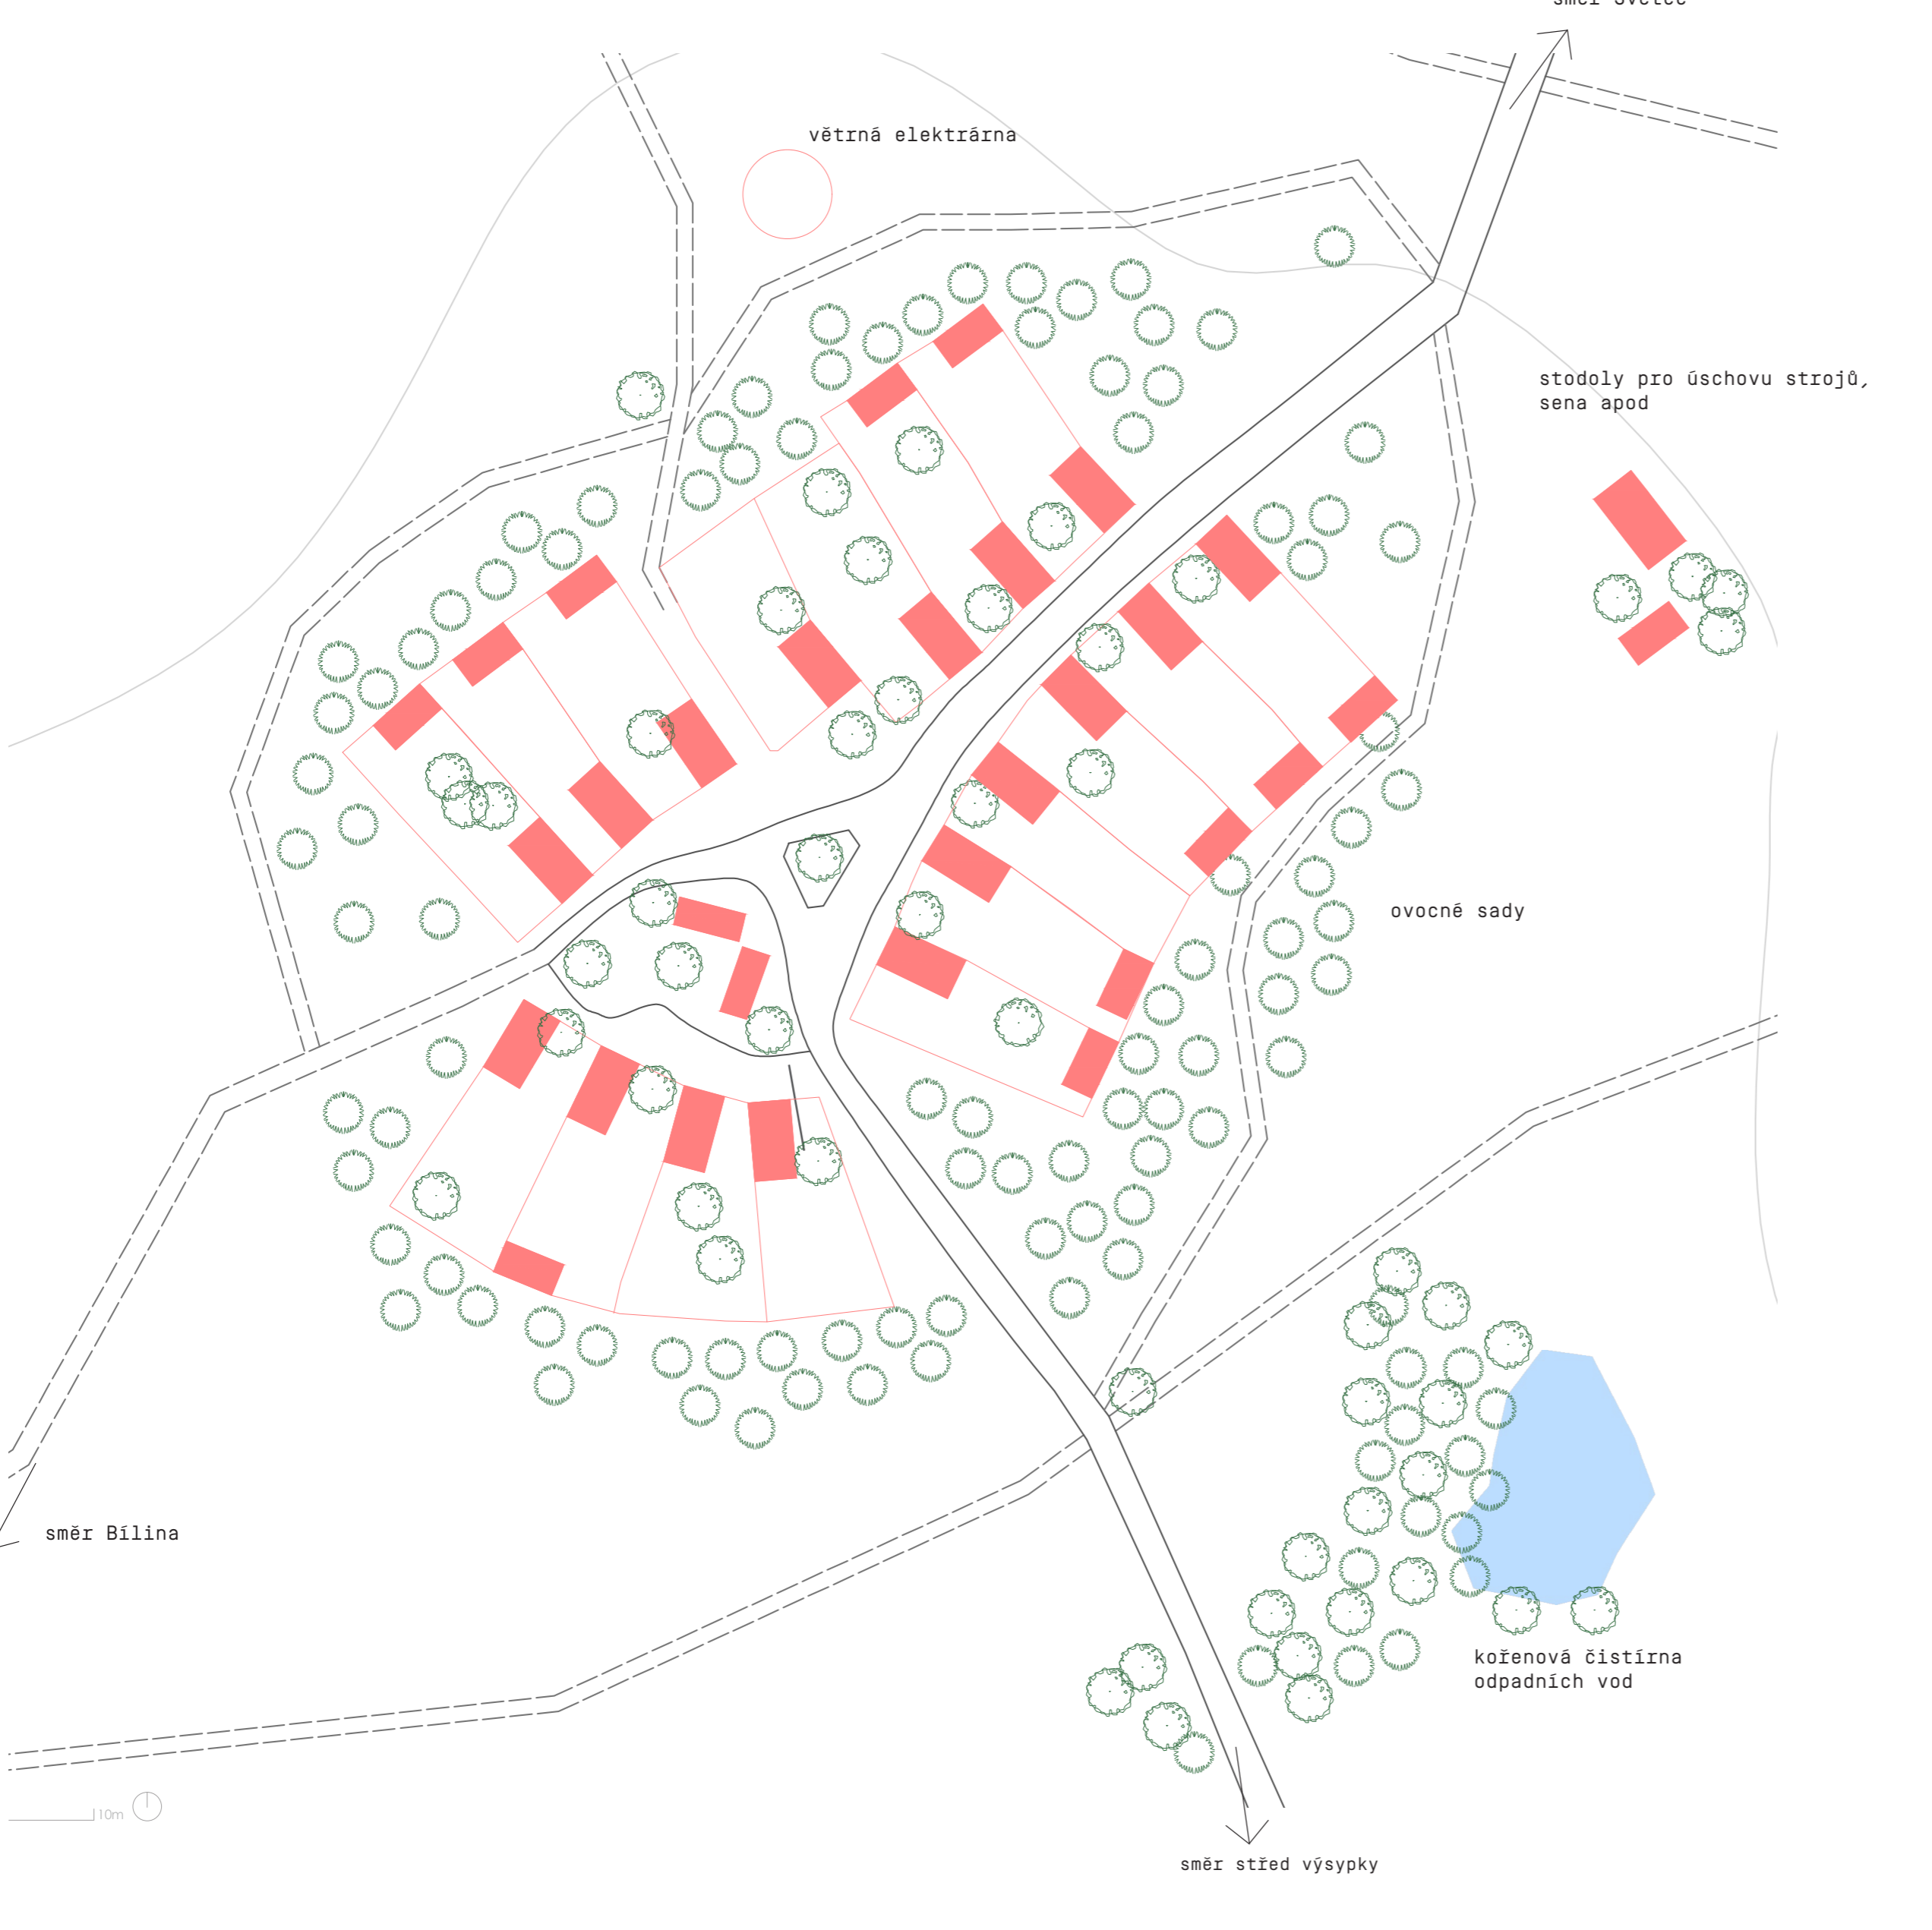 větrná elektrárna
stodoly pro úschovu strojů,
sena apod
ovocné sady
směr Bílina
kořenová čistírna
odpadních vod
10m
směr střed výsypky